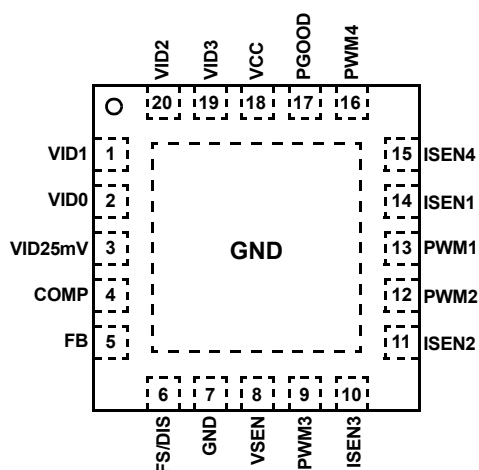 VID2
VID3
VCC
PGOOD
PWM4
20 19 18 17 16
VID1 1
VID0 2
VID25mV 3
COMP 4
FB 5
GND
15 ISEN4
14 ISEN1
13 PWM1
12 PWM2
11 ISEN2
6 7 8 9 10
FS/DIS
GND
VSEN
PWM3
ISEN3